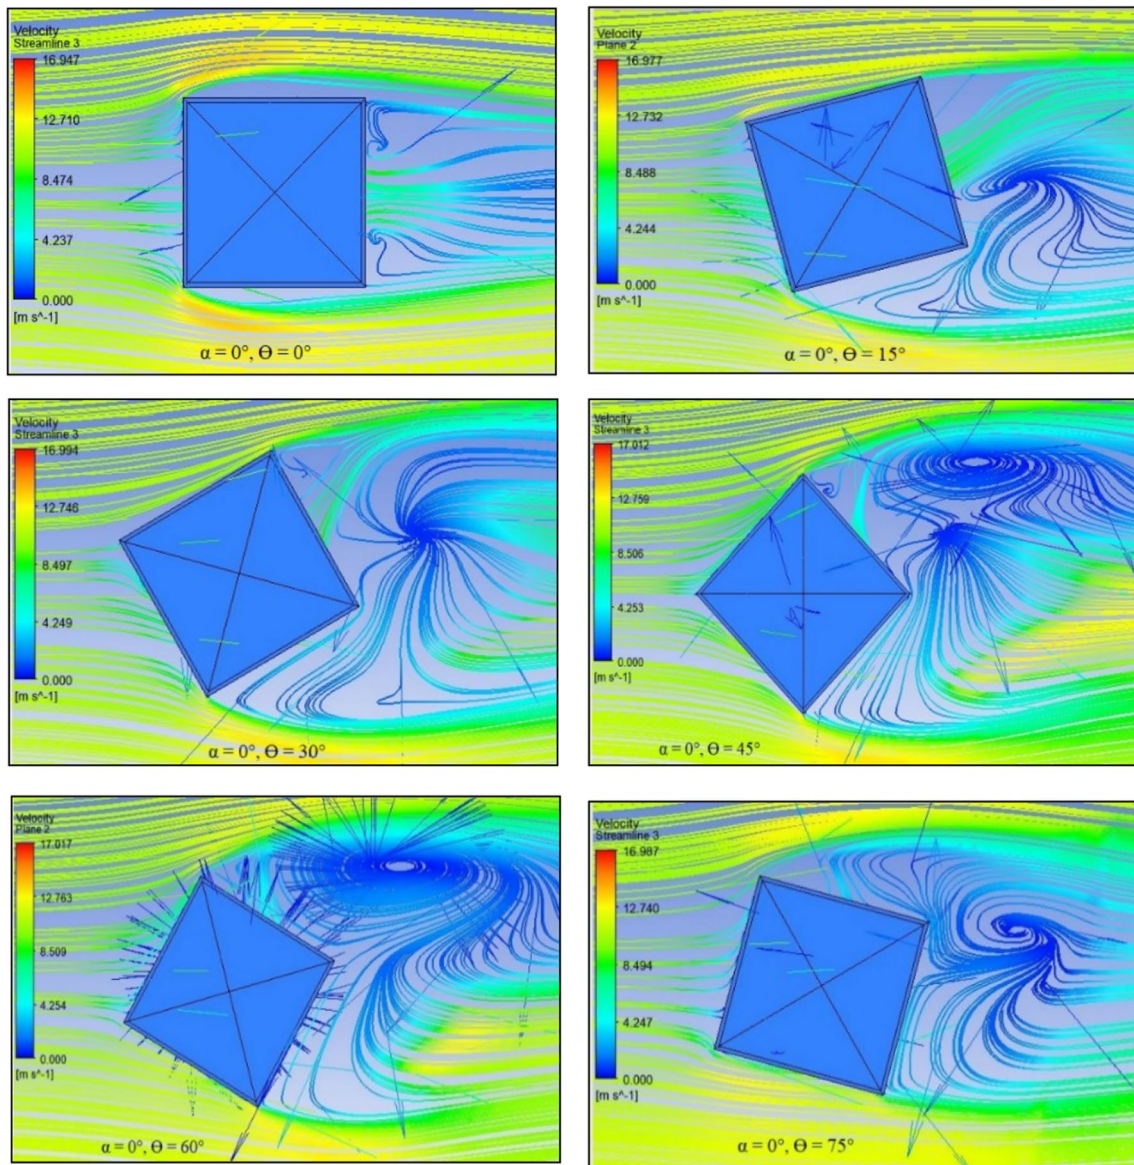 Velocity
Streamline 3
16.947
12.710
8.474
4.237
0.000
[m s^-1]
α = 0°, Ɵ = 0°
Velocity
Plane 2
16.977
12.732
8.488
4.244
0.000
[m s^-1]
α = 0°, Ɵ = 15°
Velocity
Streamline 3
16.994
12.746
8.497
4.249
0.000
[m s^-1]
α = 0°, Ɵ = 30°
Velocity
Streamline 3
17.012
12.759
8.506
4.253
0.000
[m s^-1]
α = 0°, Ɵ = 45°
Velocity
Plane 2
17.017
12.763
8.509
4.254
0.000
[m s^-1]
α = 0°, Ɵ = 60°
Velocity
Streamline 3
16.987
12.740
8.494
4.247
0.000
[m s^-1]
α = 0°, Ɵ = 75°